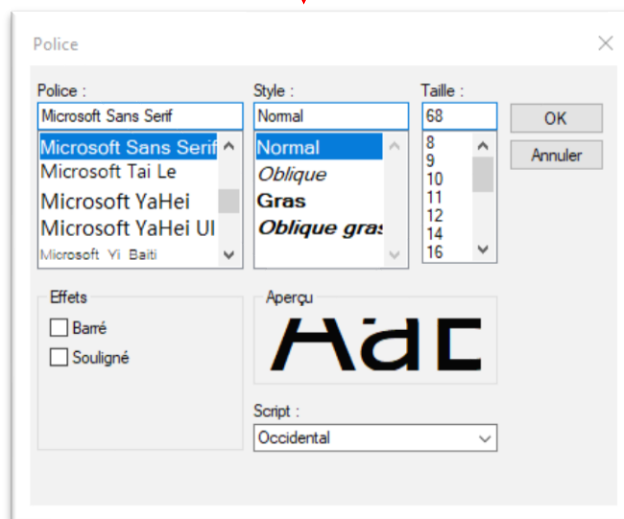 Police
Police :
Style :
Taille :
Microsoft Sans Serif
Normal
68
OK
Annuler
Microsoft Sans Serif
Microsoft Tai Le
Microsoft YaHei
Microsoft YaHei UI
Microsoft Yi Baiti
Normal
Oblique
Gras
Oblique gras
8
9
10
11
12
14
16
Effets
Barré
Souligné
Aperçu
Script :
Occidental